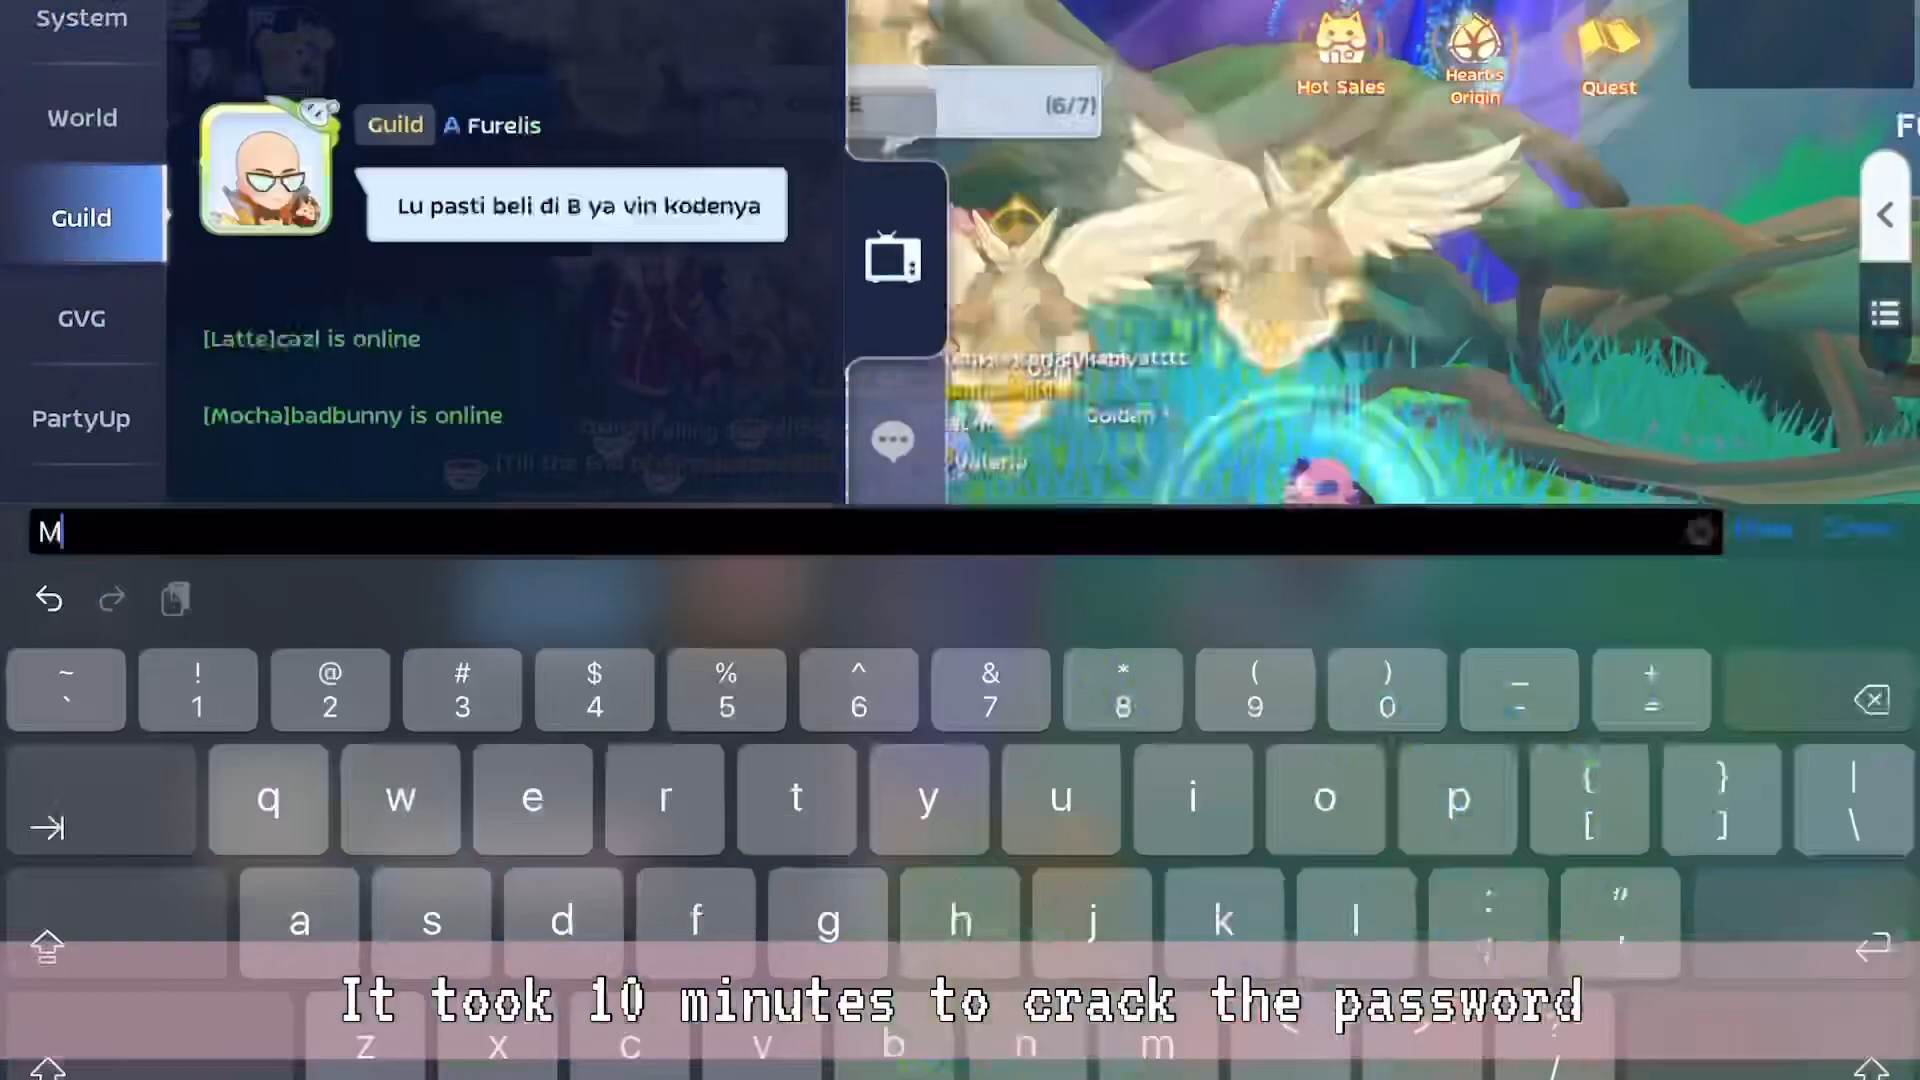 System
World
Guild
GVG
PartyUp
Guild A Furelis
Lu pasti beli di B ya vin kodenya
[Latte]cazl is online
[Mocha]badbunny is online
(6/7)
Hot Sales
Heart's
Origin
Quest
Valeria
M
~ ! @ # $ % ^ & * ( ) _ +
` 1 2 3 4 5 6 7 8 9 0 - =
q w e r t y u i o p { } |
[ ] \
a s d f g h j k l : "
'
It took 10 minutes to crack the password
z x c v b n m < > ?
/